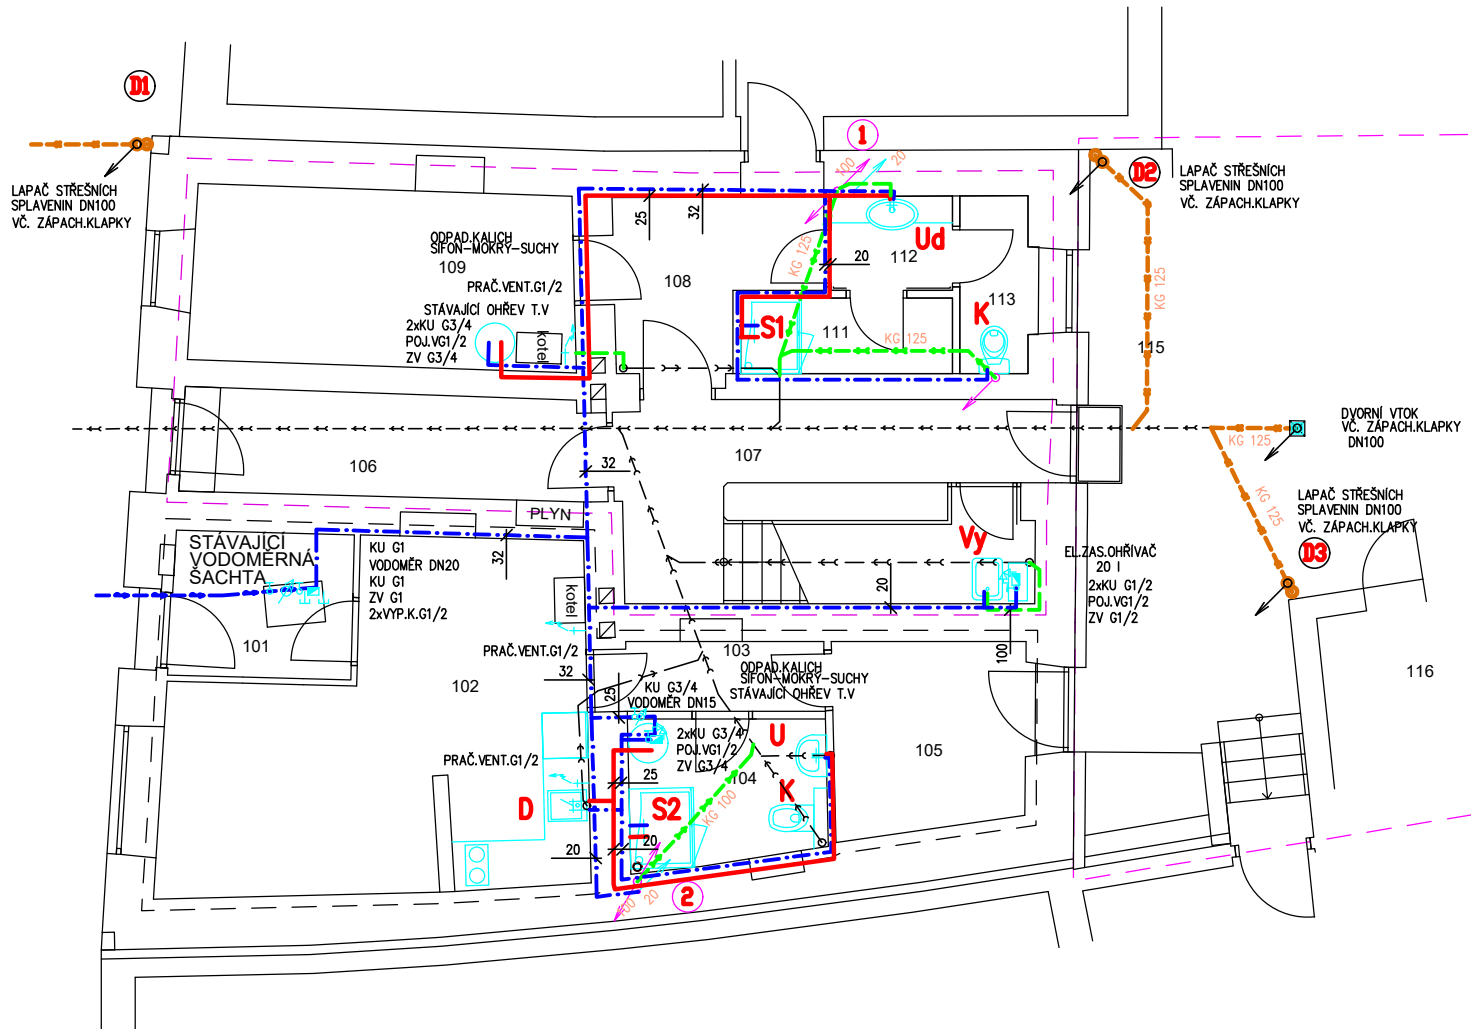 D1
1
100
20
LAPAČ STŘEŠNÍCH
SPLAVENIN DN100
VČ. ZÁPACH.KLAPKY
D2
LAPAČ STŘEŠNÍCH
SPLAVENIN DN100
VČ. ZÁPACH.KLAPKY
25
32
ODPAD.KALICH
SIFON-MOKRÝ-SUCHY
109
108
KG 125
20
112
Ud
PRAČ.VENT.G1/2
STÁVAJÍCÍ OHŘEV T.V
2xKU G3/4
POJ.VG1/2
ZV G3/4
kotel
S1
111
KG 125
K
113
KG 125
115
DVORNÍ VTOK
VČ. ZÁPACH.KLAPKY
DN100
KG 125
106
32
107
KG 125
LAPAČ STŘEŠNÍCH
SPLAVENIN DN100
VČ. ZÁPACH.KLAPKY
D3
PLYN
STÁVAJÍCÍ
VODOMĚRNÁ
ŠACHTA
KU G1
VODOMĚR DN20
KU G1
ZV G1
2xVYP.K.G1/2
32
kotel
Vy
20
EL.ZAS.OHŘÍVAČ
20 l
2xKU G1/2
POJ.VG1/2
ZV G1/2
100
101
102
PRAČ.VENT.G1/2
32
103
ODPAD.KALICH
SIFON-MOKRÝ-SUCHY
STÁVAJÍCÍ OHŘEV T.V
KU G3/4
VODOMĚR DN15
25
2xKU G3/4
POJ.VG1/2
ZV G3/4
U
105
116
PRAČ.VENT.G1/2
25
104
D
S2
KG 100
K
20
20
2
100
20